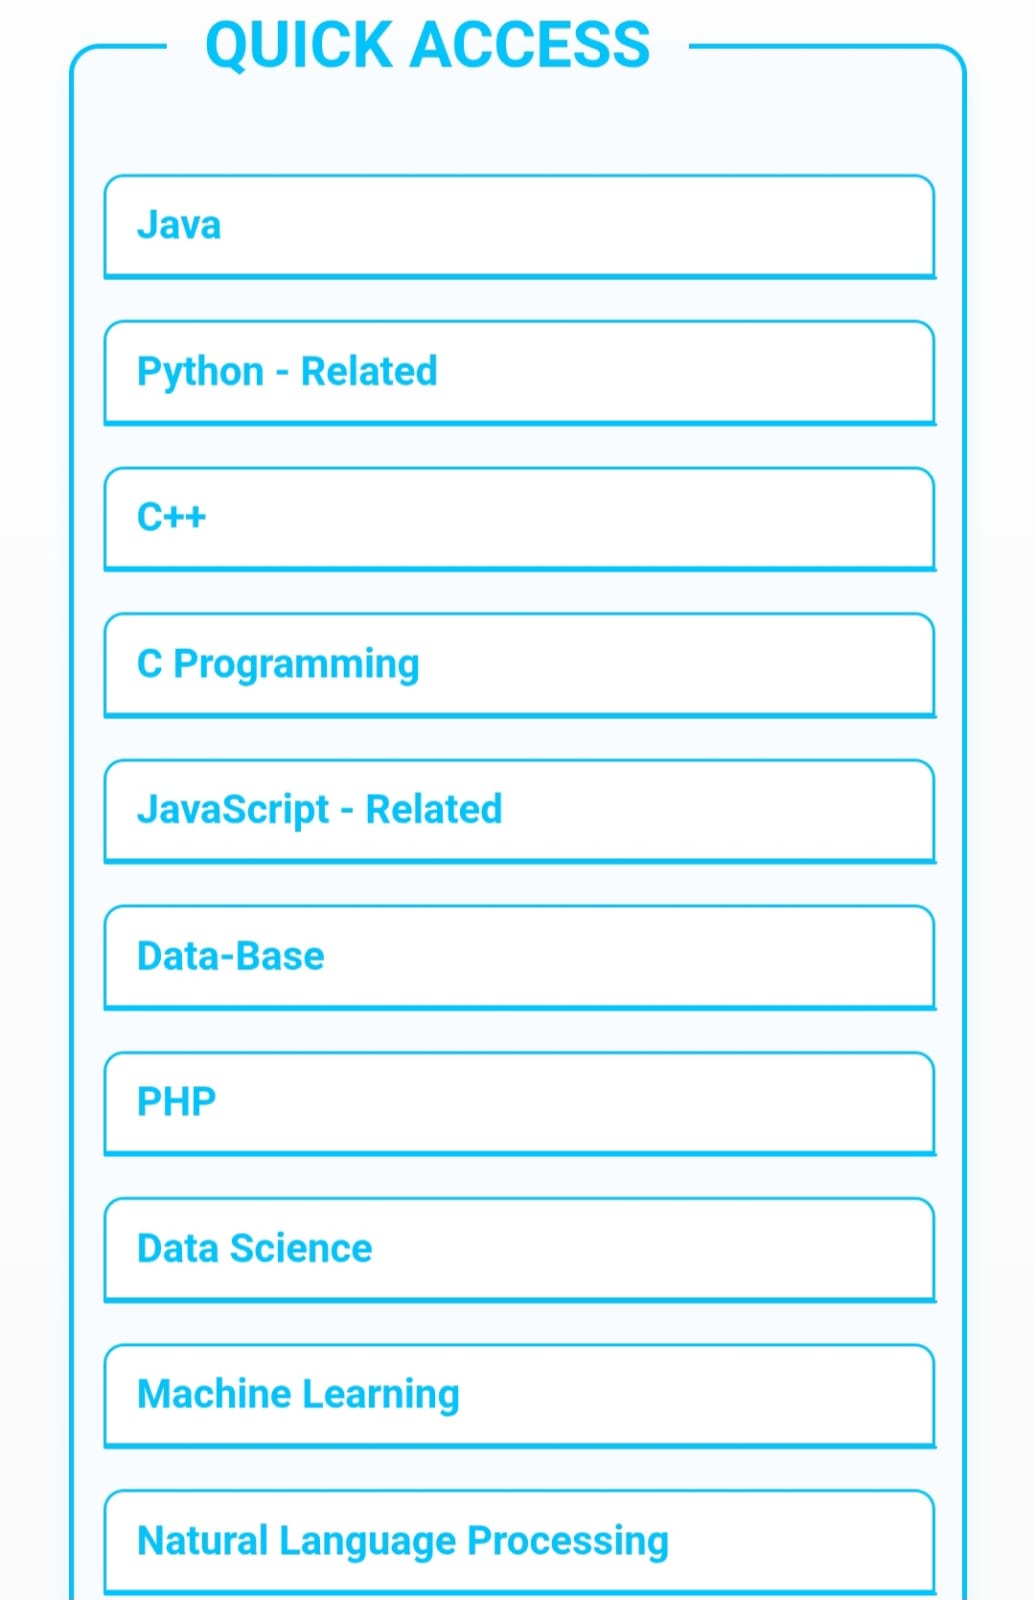 QUICK ACCESS
Java
Python - Related
C++
C Programming
JavaScript - Related
Data-Base
PHP
Data Science
Machine Learning
Natural Language Processing